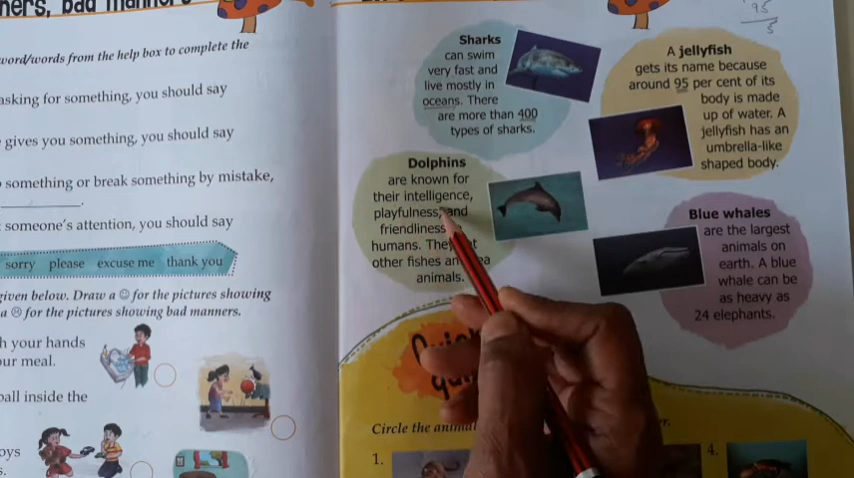 ners, bad manners
word/words from the help box to complete the
asking for something, you should say
gives you something, you should say
something or break something by mistake,
someone's attention, you should say
sorry please excuse me thank you
given below. Draw a ☺ for the pictures showing
a ☹ for the pictures showing bad manners.
h your hands
ur meal.
ball inside the
oys
s.
Sharks
can swim
very fast and
live mostly in
oceans. There
are more than 400
types of sharks.
A jellyfish
gets its name because
around 95 per cent of its
body is made
up of water. A
jellyfish has an
umbrella-like
shaped body.
Dolphins
are known for
their intelligence,
playfulness, and
friendliness
humans. They
other fishes
animals.
Blue whales
are the largest
animals on
earth. A blue
whale can be
as heavy as
24 elephants.
Circle the
1.
4.
95